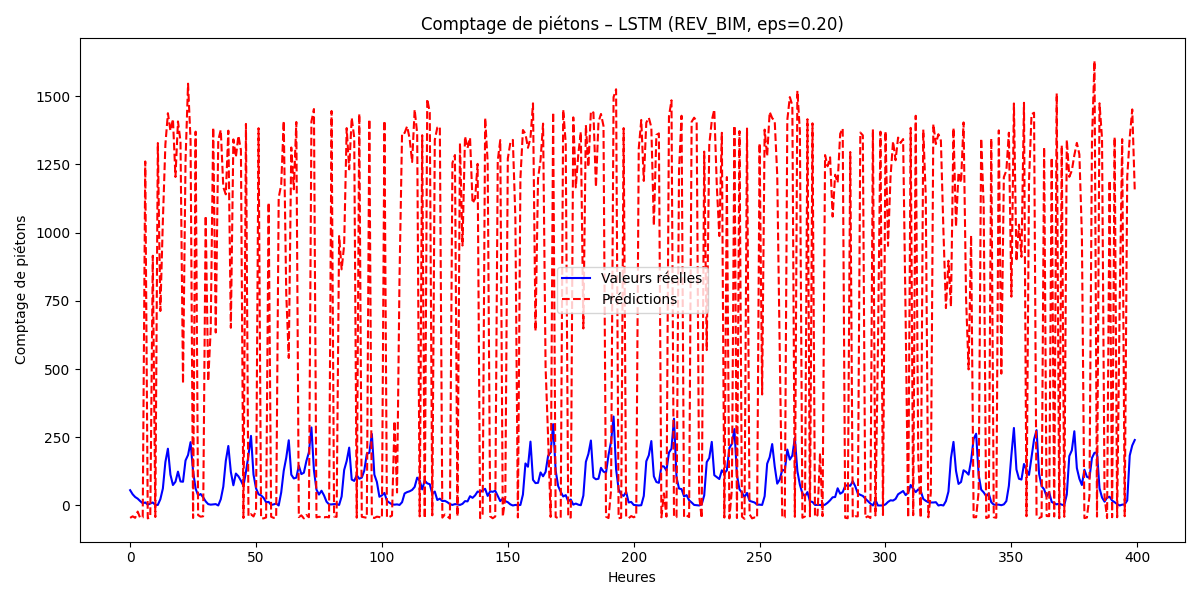 Comptage de piétons – LSTM (REV_BIM, eps=0.20)
Comptage de piétons
1500
1250
1000
750
500
250
0
Valeurs réelles
Prédictions
0 50 100 150 200 250 300 350 400
Heures